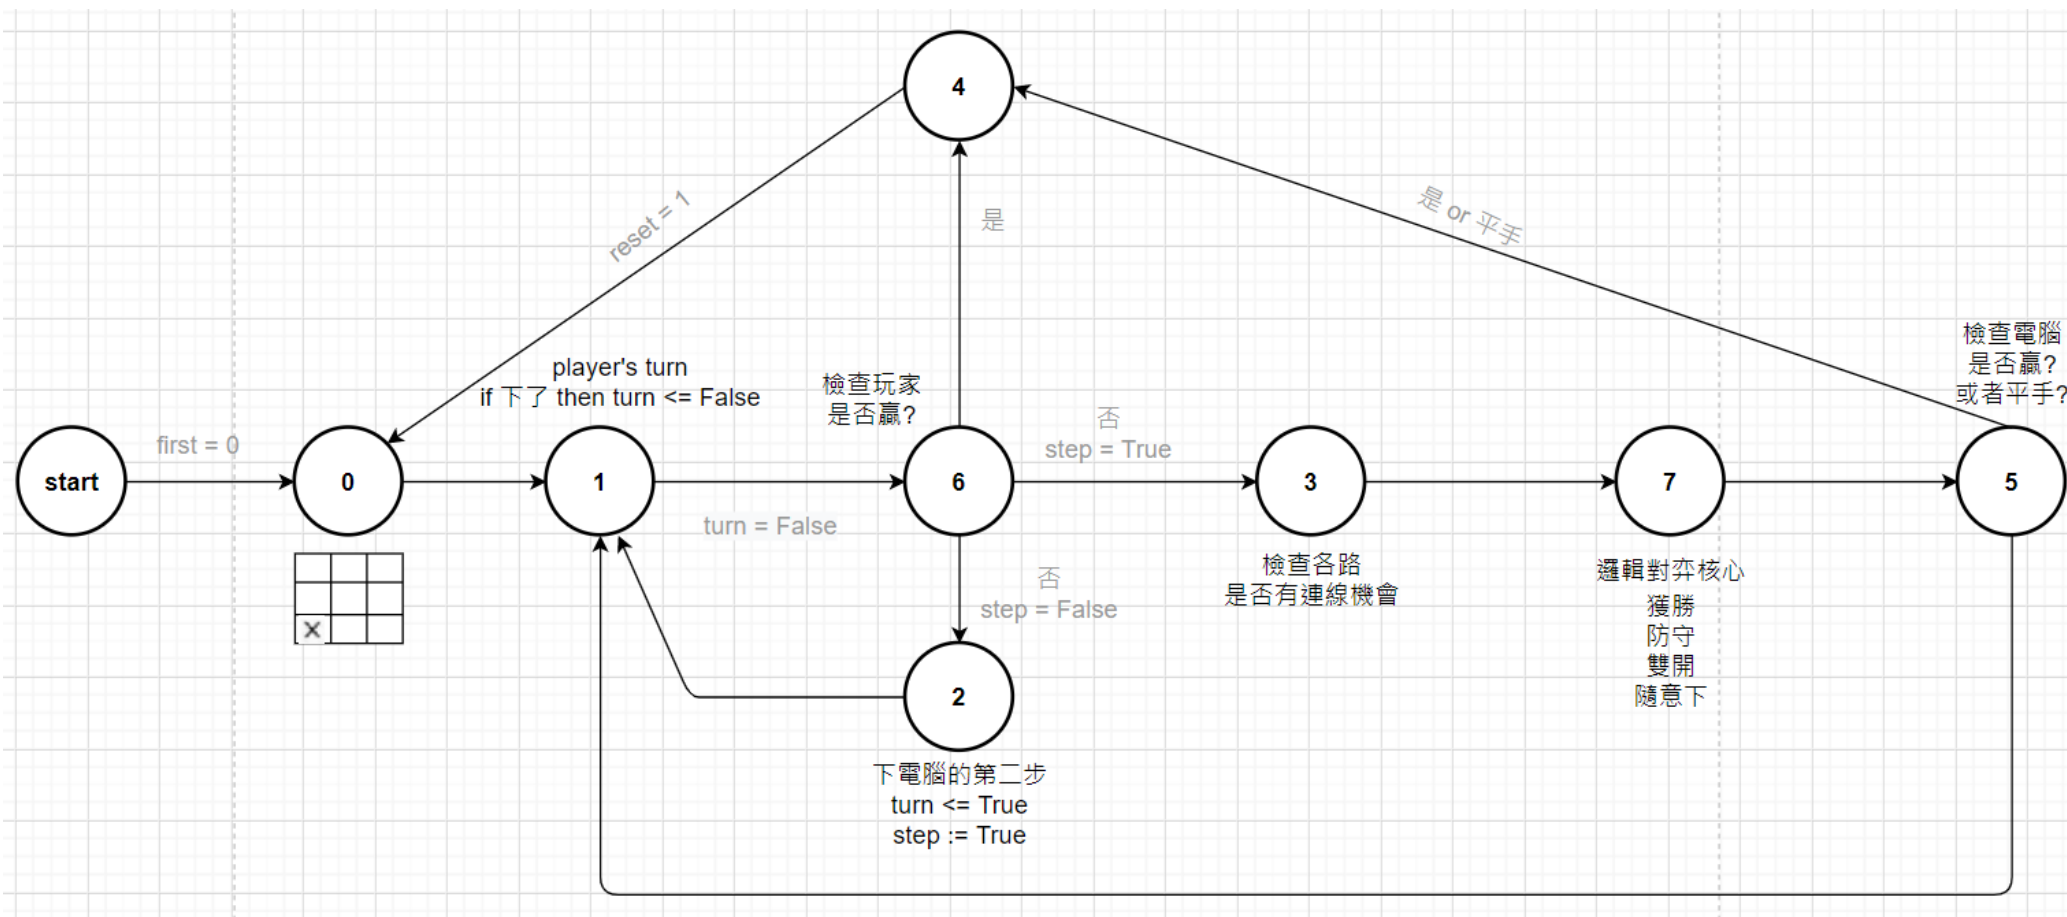 4
reset = 1
是
是 or 平手
player's turn
if 下了 then turn <= False
檢查玩家
是否贏?
否
step = True
檢查電腦
是否贏?
或者平手?
start
first = 0
0
1
turn = False
6
3
7
5
X
否
step = False
檢查各路
是否有連線機會
邏輯對弈核心
獲勝
防守
雙開
隨意下
2
下電腦的第二步
turn <= True
step := True